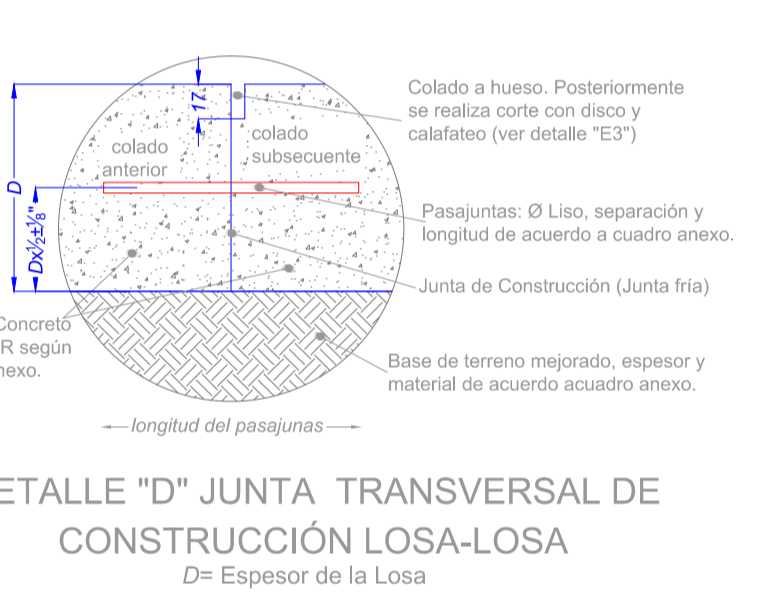 Colado a hueso. Posteriormente
se realiza corte con disco y
calafateo (ver detalle "E3")
17
colado
anterior
colado
subsecuente
D
Dx½±⅛"
Pasajuntas: Ø Liso, separación y
longitud de acuerdo a cuadro anexo.
Junta de Construcción (Junta fría)
Concreto
R según
nexo.
Base de terreno mejorado, espesor y
material de acuerdo acuadro anexo.
longitud del pasajunas
ETALLE "D" JUNTA TRANSVERSAL DE
CONSTRUCCIÓN LOSA-LOSA
D= Espesor de la Losa